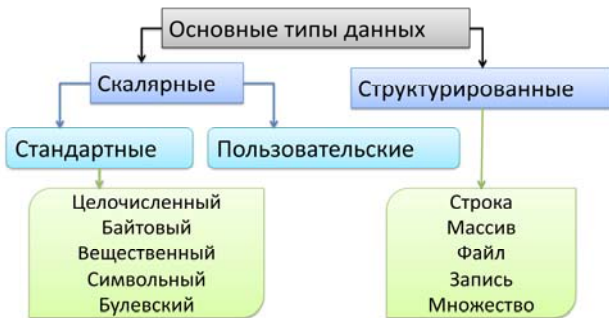 Основные типы данных
Скалярные
Структурированные
Стандартные
Пользовательские
Целочисленный
Байтовый
Вещественный
Символьный
Булевский
Строка
Массив
Файл
Запись
Множество